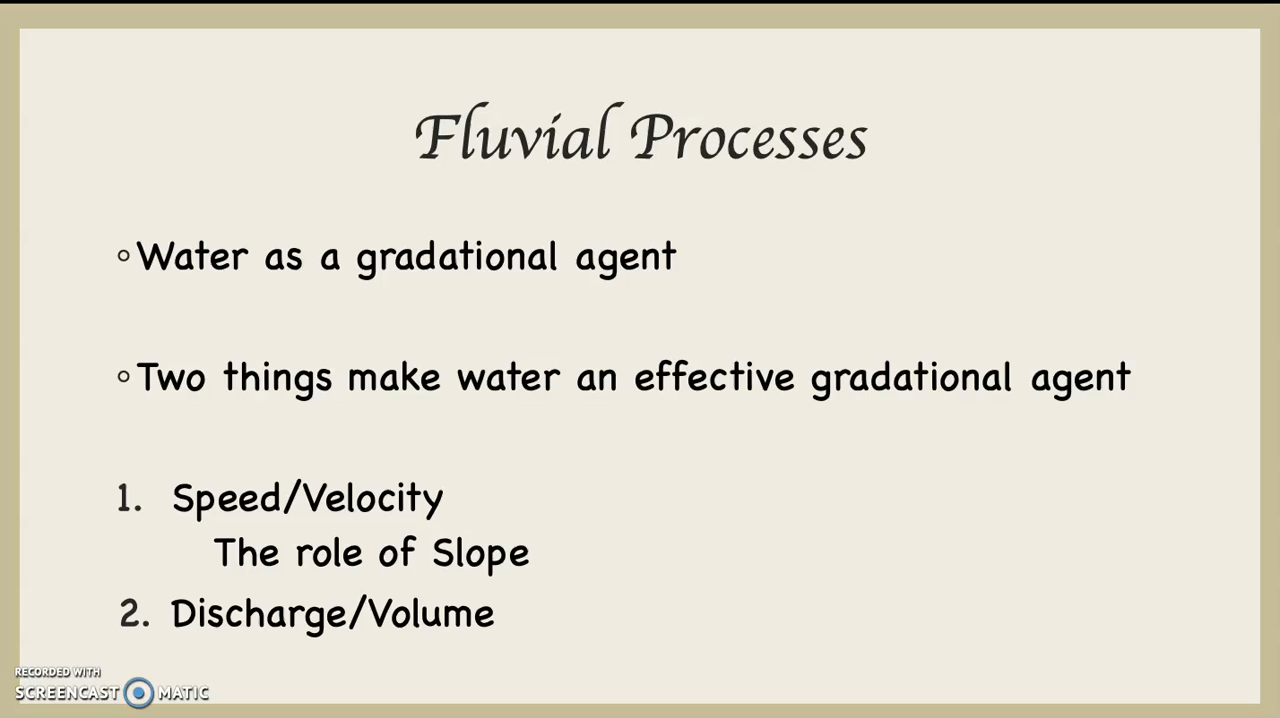 Fluvial Processes
◦Water as a gradational agent
◦Two things make water an effective gradational agent
1. Speed/Velocity
The role of Slope
2. Discharge/Volume
RECORDED WITH
SCREENCAST MATIC